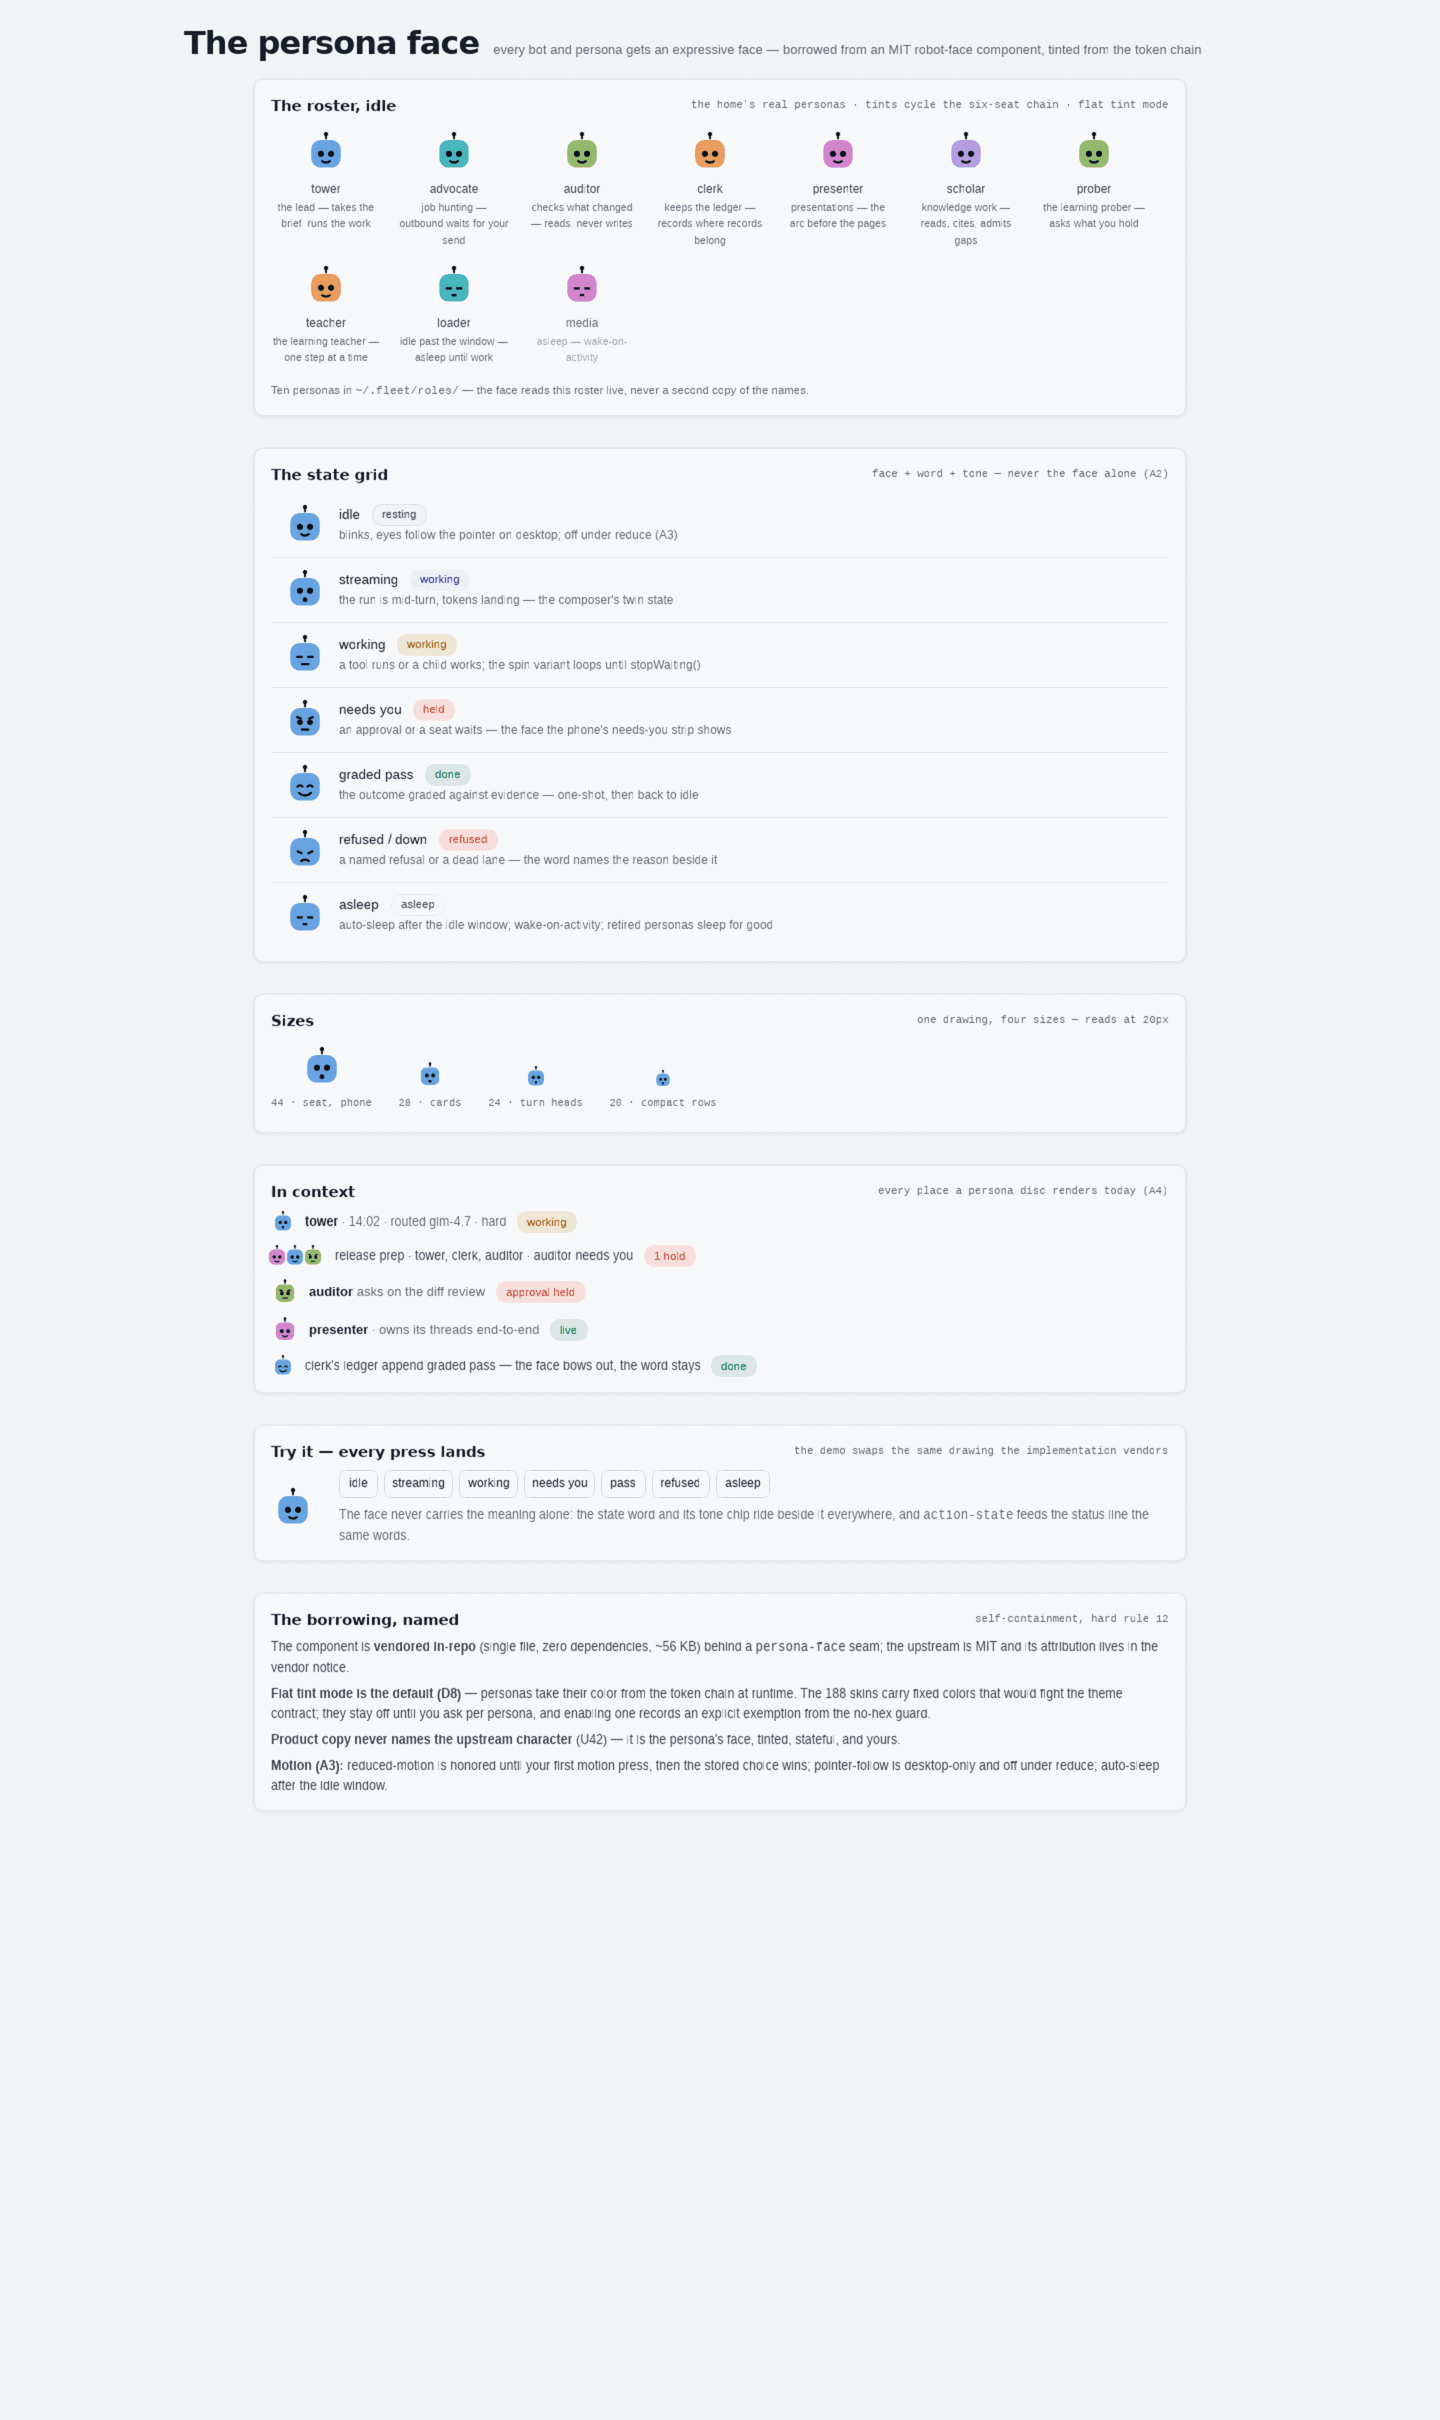 The persona face every bot and persona gets an expressive face — borrowed from an MIT robot-face component, tinted from the token chain
The roster, idle
the home's real personas · tints cycle the six-seat chain · flat tint mode
tower
the lead — takes the
brief, runs the work
advocate
job hunting —
outbound waits for your
send
auditor
checks what changed
— reads, never writes
clerk
keeps the ledger —
records where records
belong
presenter
presentations — the
arc before the pages
scholar
knowledge work —
reads, cites, admits
gaps
prober
the learning prober —
asks what you hold
teacher
the learning teacher —
one step at a time
loader
idle past the window —
asleep until work
media
asleep — wake-on-
activity
Ten personas in ~/.fleet/roles/ — the face reads this roster live, never a second copy of the names.
The state grid
face + word + tone — never the face alone (A2)
idle resting
blinks, eyes follow the pointer on desktop; off under reduce (A3)
streaming working
the run is mid-turn, tokens landing — the composer's twin state
working working
a tool runs or a child works; the spin variant loops until stopWaiting()
needs you held
an approval or a seat waits — the face the phone's needs-you strip shows
graded pass done
the outcome graded against evidence — one-shot, then back to idle
refused / down refused
a named refusal or a dead lane — the word names the reason beside it
asleep asleep
auto-sleep after the idle window; wake-on-activity; retired personas sleep for good
Sizes
one drawing, four sizes — reads at 20px
44 · seat, phone
28 · cards
24 · turn heads
20 · compact rows
In context
every place a persona disc renders today (A4)
tower · 14:02 · routed glm-4.7 · hard working
release prep · tower, clerk, auditor · auditor needs you 1 hold
auditor asks on the diff review approval held
presenter · owns its threads end-to-end live
clerk's ledger append graded pass — the face bows out, the word stays done
Try it — every press lands
the demo swaps the same drawing the implementation vendors
idle streaming working needs you pass refused asleep
The face never carries the meaning alone: the state word and its tone chip ride beside it everywhere, and action-state feeds the status line the
same words.
The borrowing, named
self-containment, hard rule 12
The component is vendored in-repo (single file, zero dependencies, ~56 KB) behind a persona-face seam; the upstream is MIT and its attribution lives in the
vendor notice.
Flat tint mode is the default (D8) — personas take their color from the token chain at runtime. The 188 skins carry fixed colors that would fight the theme
contract; they stay off until you ask per persona, and enabling one records an explicit exemption from the no-hex guard.
Product copy never names the upstream character (U42) — it is the persona's face, tinted, stateful, and yours.
Motion (A3): reduced-motion is honored until your first motion press, then the stored choice wins; pointer-follow is desktop-only and off under reduce; auto-sleep
after the idle window.